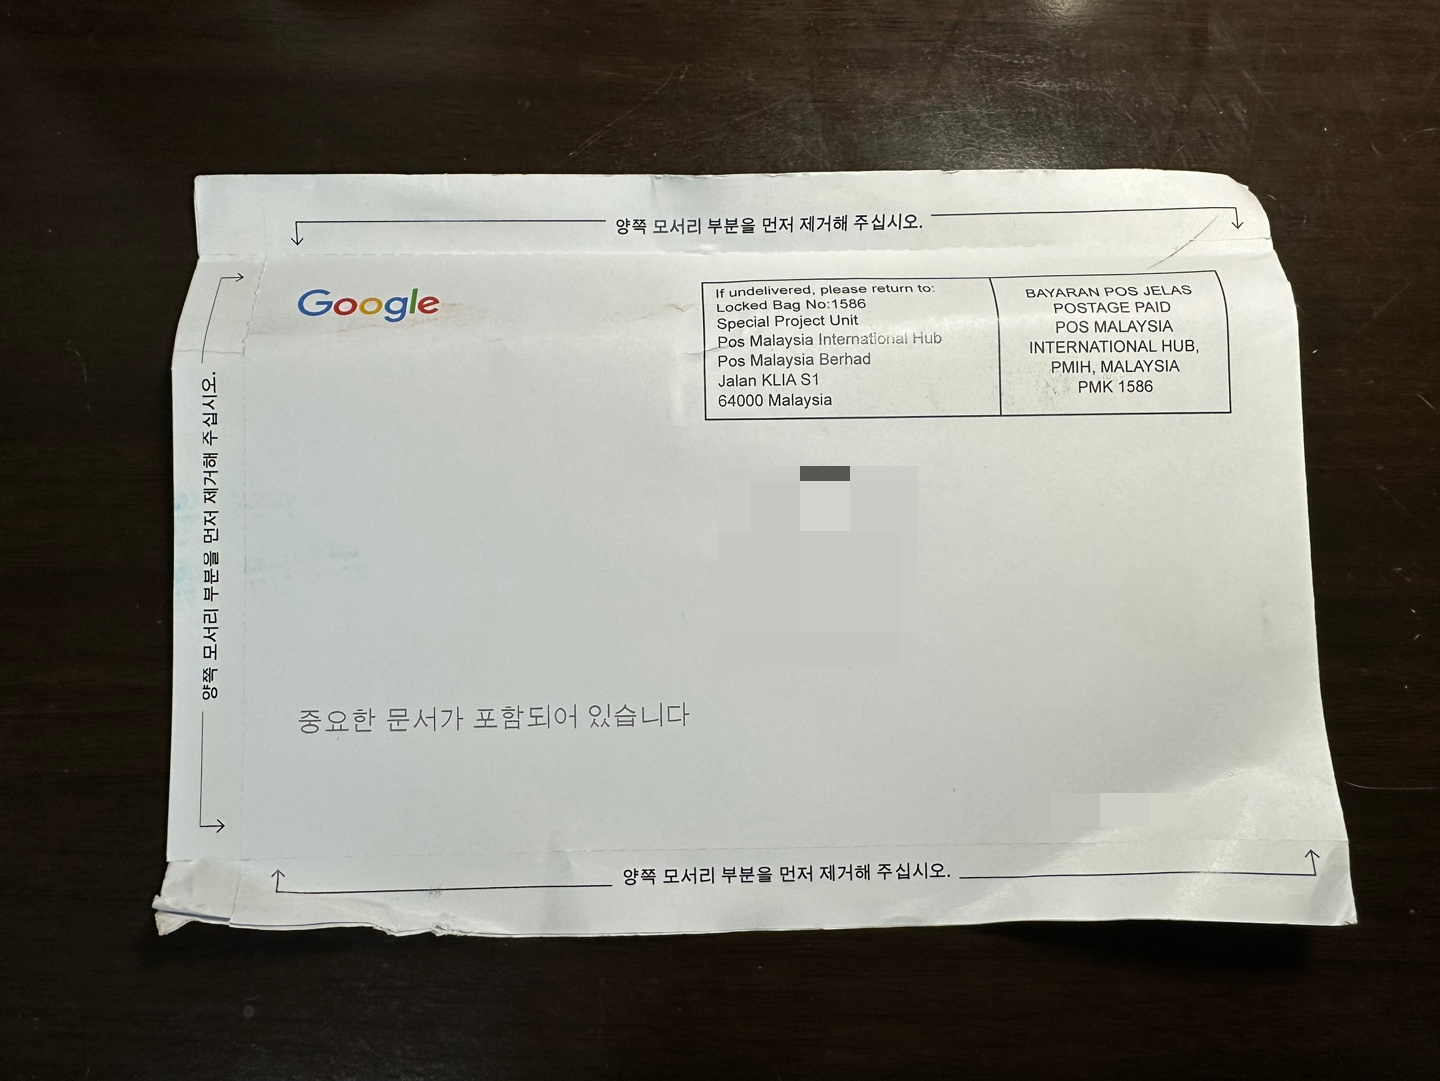 양쪽 모서리 부분을 먼저 제거해 주십시오.
Google
If undelivered, please return to:
Locked Bag No:1586
Special Project Unit
Pos Malaysia International Hub
Pos Malaysia Berhad
Jalan KLIA S1
64000 Malaysia
BAYARAN POS JELAS
POSTAGE PAID
POS MALAYSIA
INTERNATIONAL HUB,
PMIH, MALAYSIA
PMK 1586
양쪽 모서리 부분을 먼저 제거해 주십시오.
중요한 문서가 포함되어 있습니다
양쪽 모서리 부분을 먼저 제거해 주십시오.